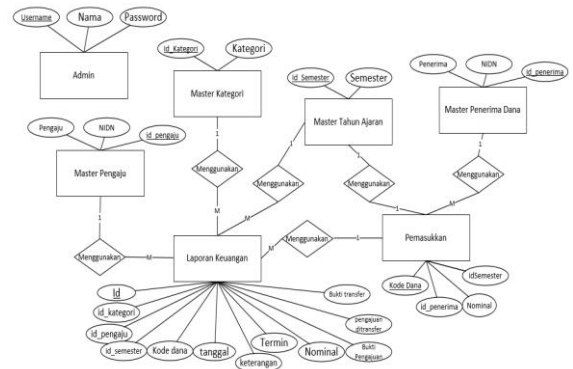 Username
Nama
Password
Admin
Id_Kategori
Kategori
Master Kategori
Id_Semester
Semester
Master Tahun Ajaran
Penerima
NIDN
id_penerima
Master Penerima Dana
Pengaju
NIDN
id_pengaju
Master Pengaju
1
Menggunakan
M
1
Menggunakan
M
1
Menggunakan
1
1
Menggunakan
M
1
Menggunakan
M
M
Menggunakan
1
Laporan Keuangan
Pemasukkan
Id
id_kategori
id_pengaju
id_semester
Kode dana
tanggal
keterangan
Termin
Nominal
Bukti
Pengajuan
pengajuan
ditransfer
Bukti transfer
Kode Dana
id_penerima
Nominal
idSemester